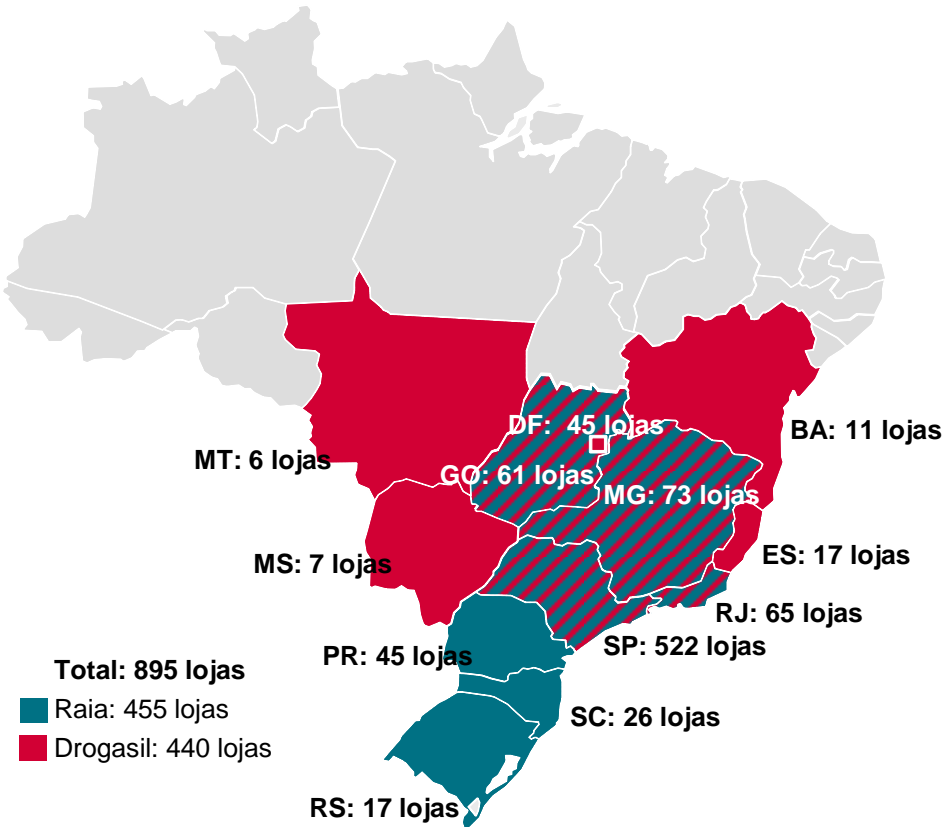 DF: 45 lojas
BA: 11 lojas
MT: 6 lojas
GO: 61 lojas
MG: 73 lojas
MS: 7 lojas
ES: 17 lojas
RJ: 65 lojas
SP: 522 lojas
PR: 45 lojas
Total: 895 lojas
Raia: 455 lojas
SC: 26 lojas
Drogasil: 440 lojas
RS: 17 lojas